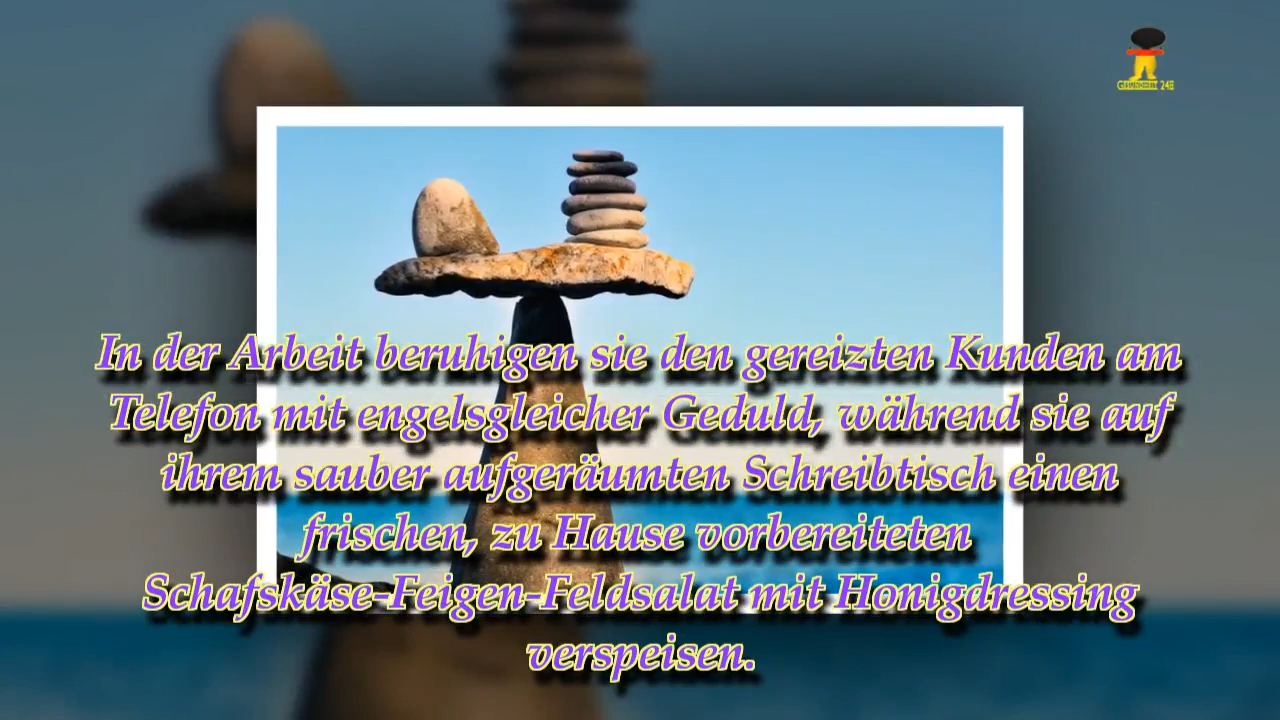 In der Arbeit beruhigen sie den gereizten Kunden am
Telefon mit engelsgleicher Geduld, während sie auf
ihrem sauber aufgeräumten Schreibtisch einen
frischen, zu Hause vorbereiteten
Schafskäse-Feigen-Feldsalat mit Honigdressing
verspeisen.